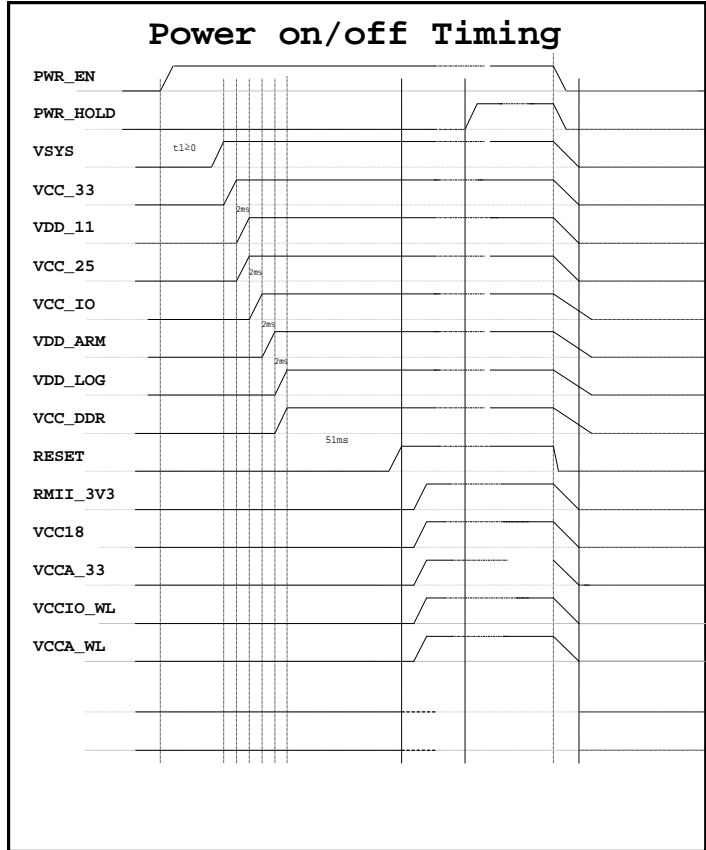 Power on/off Timing
PWR_EN
PWR_HOLD
VSYS
t1≥0
VCC_33
2ms
VDD_11
VCC_25
2ms
VCC_IO
2ms
VDD_ARM
2ms
VDD_LOG
VCC_DDR
51ms
RESET
RMII_3V3
VCC18
VCCA_33
VCCIO_WL
VCCA_WL